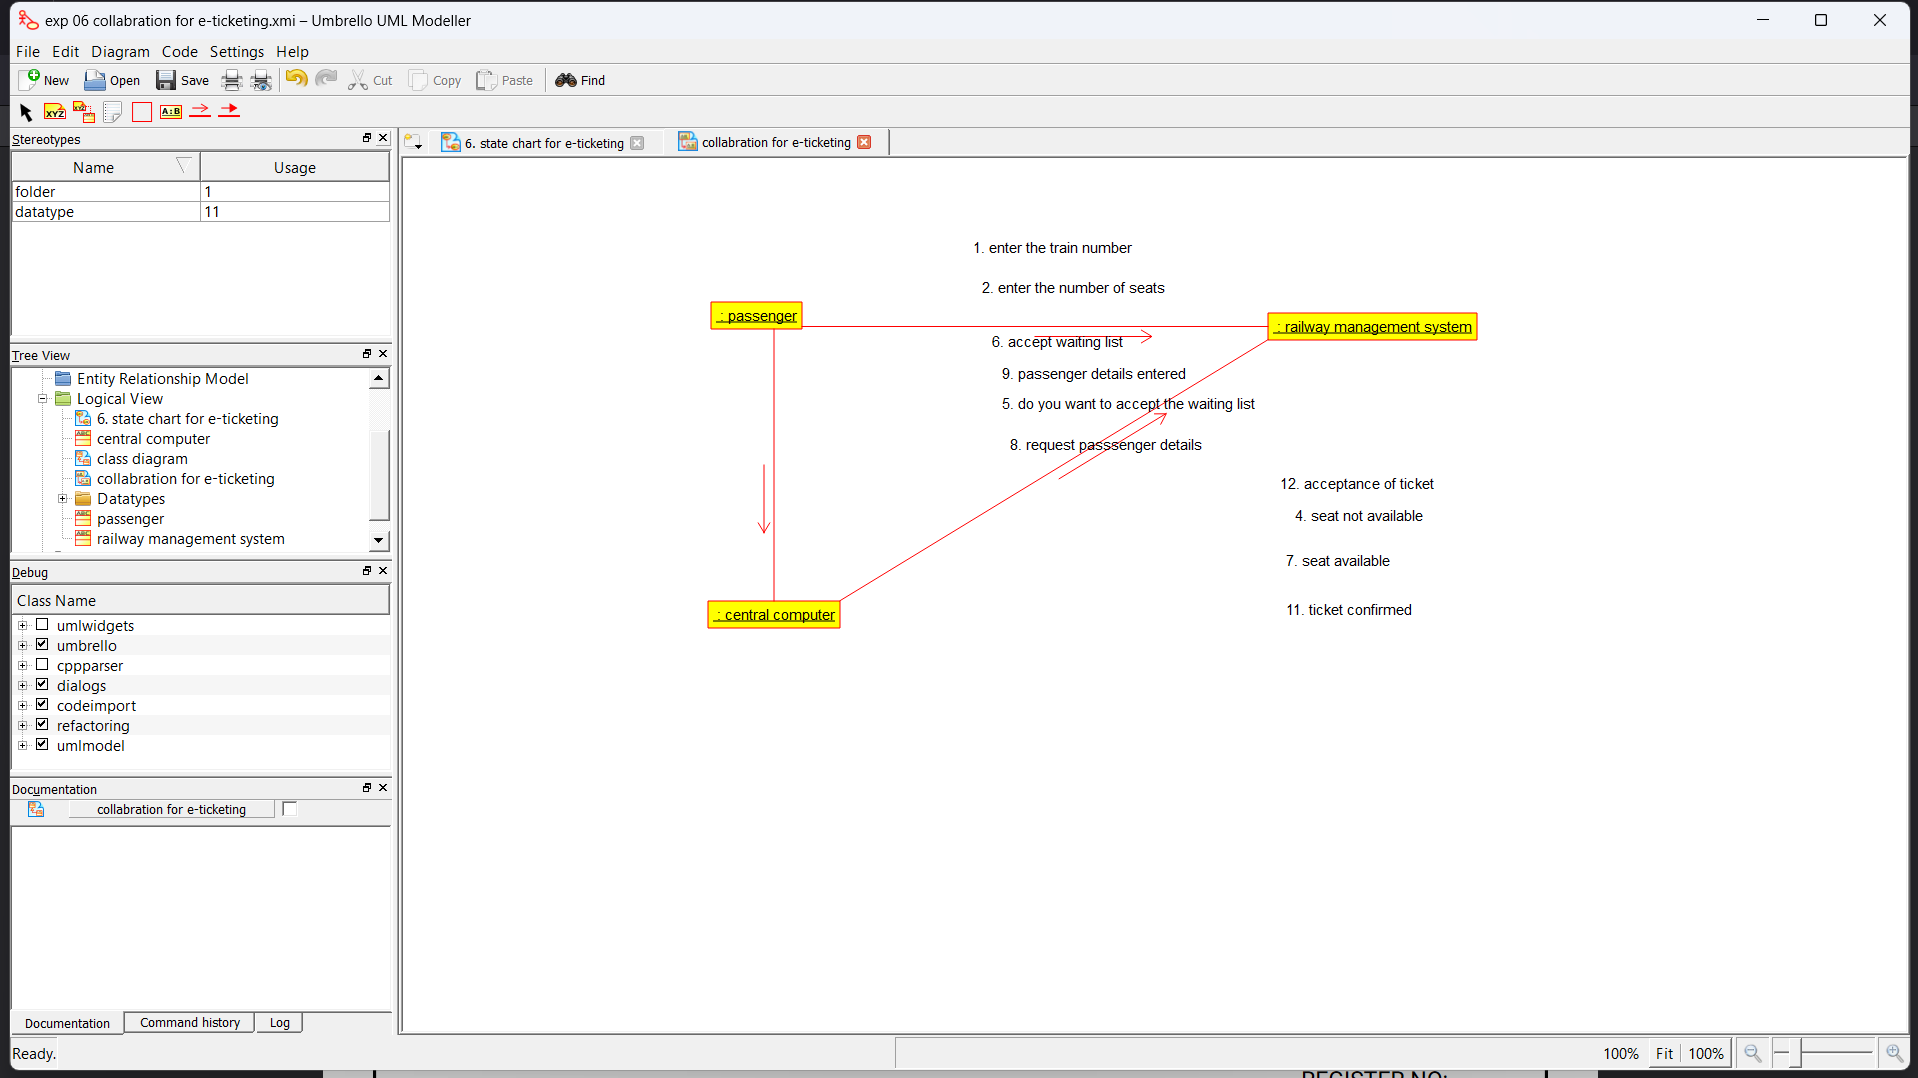 exp 06 collabration for e-ticketing.xmi – Umbrello UML Modeller
File Edit Diagram Code Settings Help
New Open Save Cut Copy Paste Find
XYZ XYZ A:B
Stereotypes
Name Usage
folder 1
datatype 11
Tree View
Entity Relationship Model
Logical View
6. state chart for e-ticketing
central computer
class diagram
collabration for e-ticketing
Datatypes
passenger
railway management system
Debug
Class Name
umlwidgets
umbrello
cppparser
dialogs
codeimport
refactoring
umlmodel
Documentation
collabration for e-ticketing
Documentation Command history Log
6. state chart for e-ticketing collabration for e-ticketing
1. enter the train number
2. enter the number of seats
: passenger
: railway management system
6. accept waiting list
9. passenger details entered
5. do you want to accept the waiting list
8. request passsenger details
12. acceptance of ticket
4. seat not available
7. seat available
11. ticket confirmed
: central computer
Ready. 100% Fit 100%
REGISTER NO: